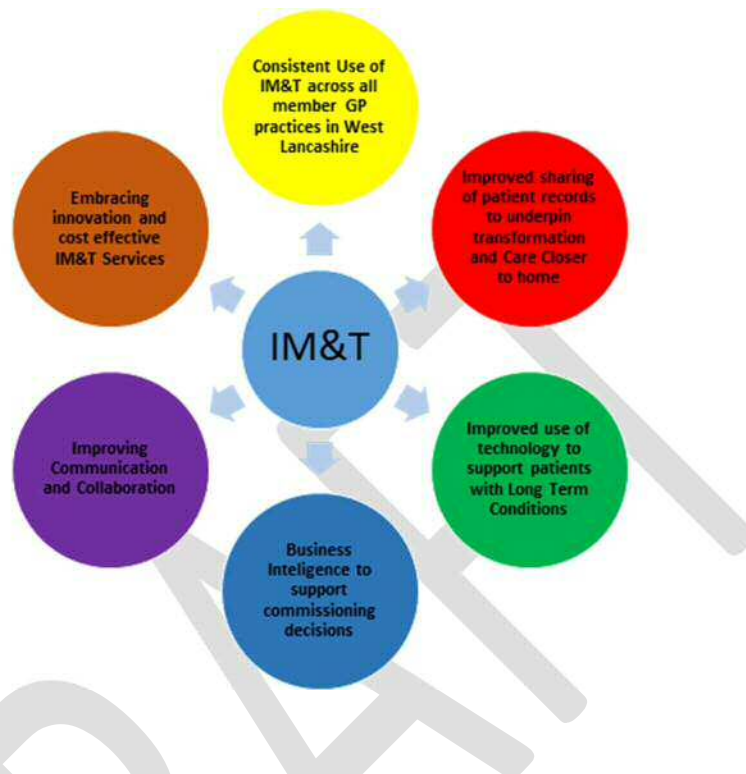 Consistent Use of
IM&T across all
member GP
practices in West
Lancashire
Improved sharing
of patient records
to underpin
transformation
and Care Closer
to home
Improved use of
technology to
support patients
with Long Term
Conditions
Business
Inteligence to
support
commissioning
decisions
Improving
Communication
and Collaboration
Embracing
innovation and
cost effective
IM&T Services
IM&T
DRAFT